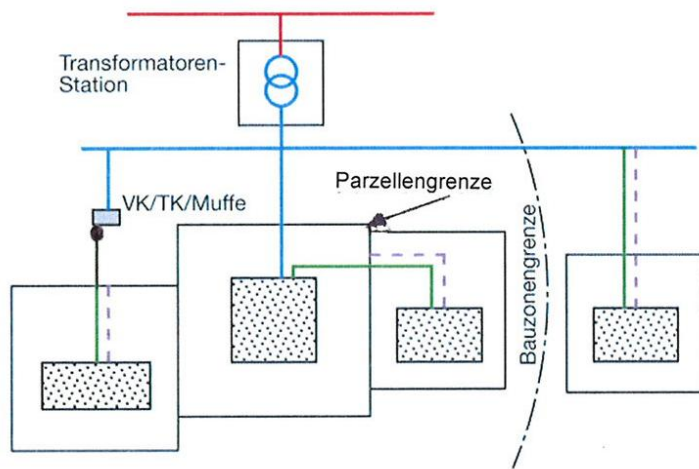 Transformatoren-
Station
Parzellengrenze
VK/TK/Muffe
Bauzonengrenze